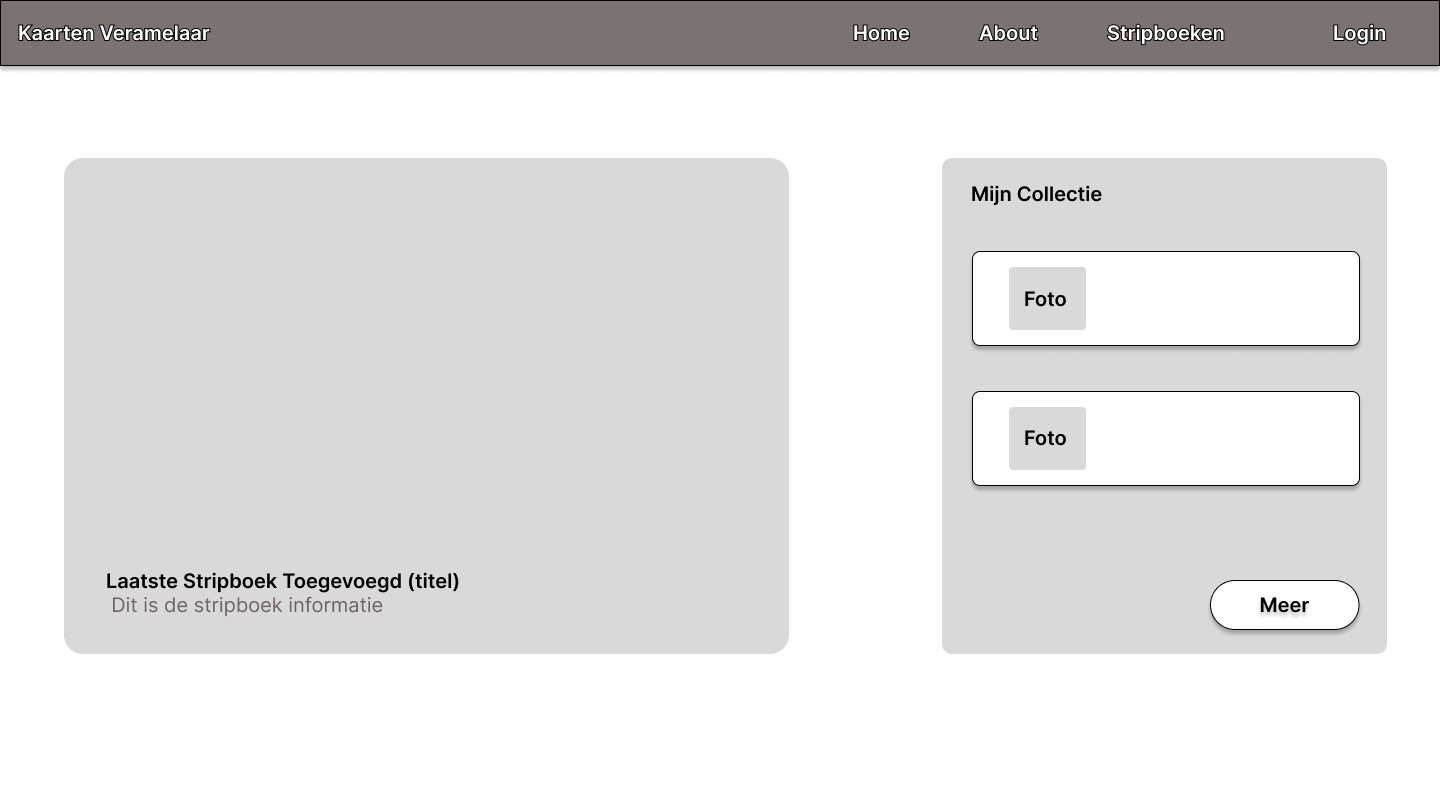 Kaarten Veramelaar
Home About Stripboeken Login
Mijn Collectie
Foto
Foto
Meer
Laatste Stripboek Toegevoegd (titel)
Dit is de stripboek informatie